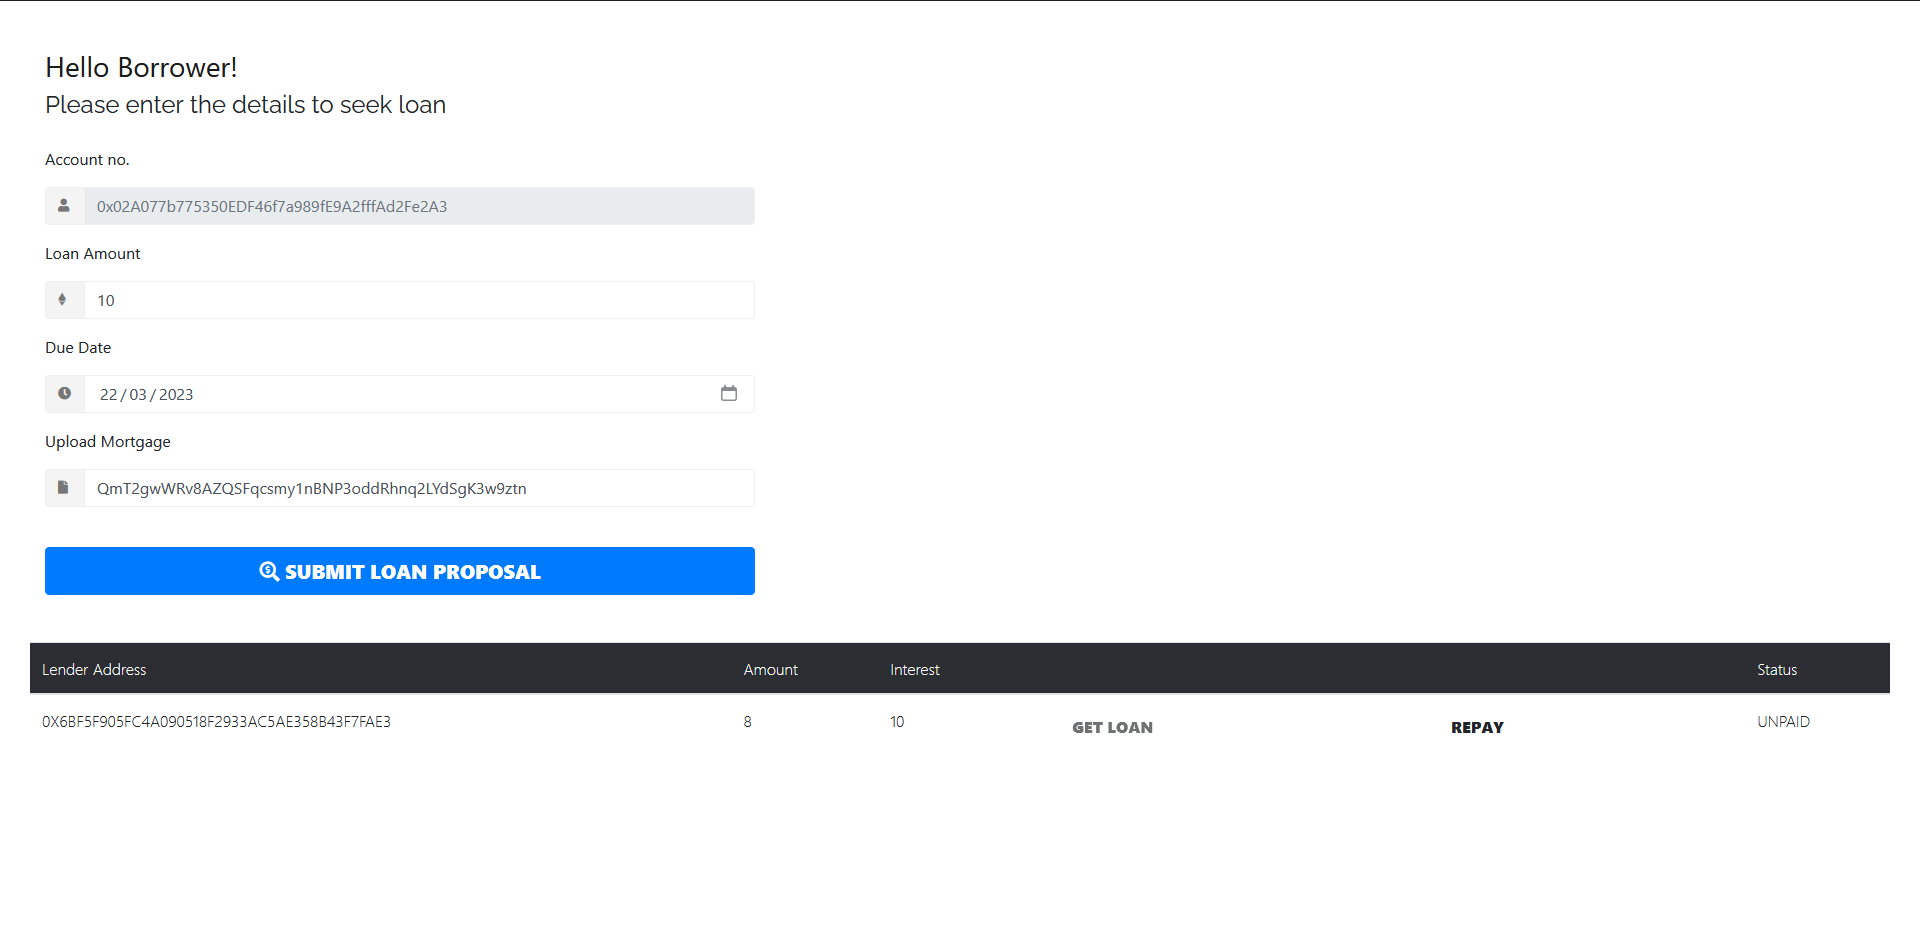 Hello Borrower!
Please enter the details to seek loan
Account no.
0x02A077b775350EDF46f7a989fE9A2fffAd2Fe2A3
Loan Amount
10
Due Date
22/03/2023
Upload Mortgage
QmT2gwWRv8AZQSFqcsmy1nBNP3oddRhnq2LYdSgK3w9ztn
SUBMIT LOAN PROPOSAL
Lender Address Amount Interest Status
0X6BF5F905FC4A090518F2933AC5AE358B43F7FAE3 8 10 GET LOAN REPAY UNPAID